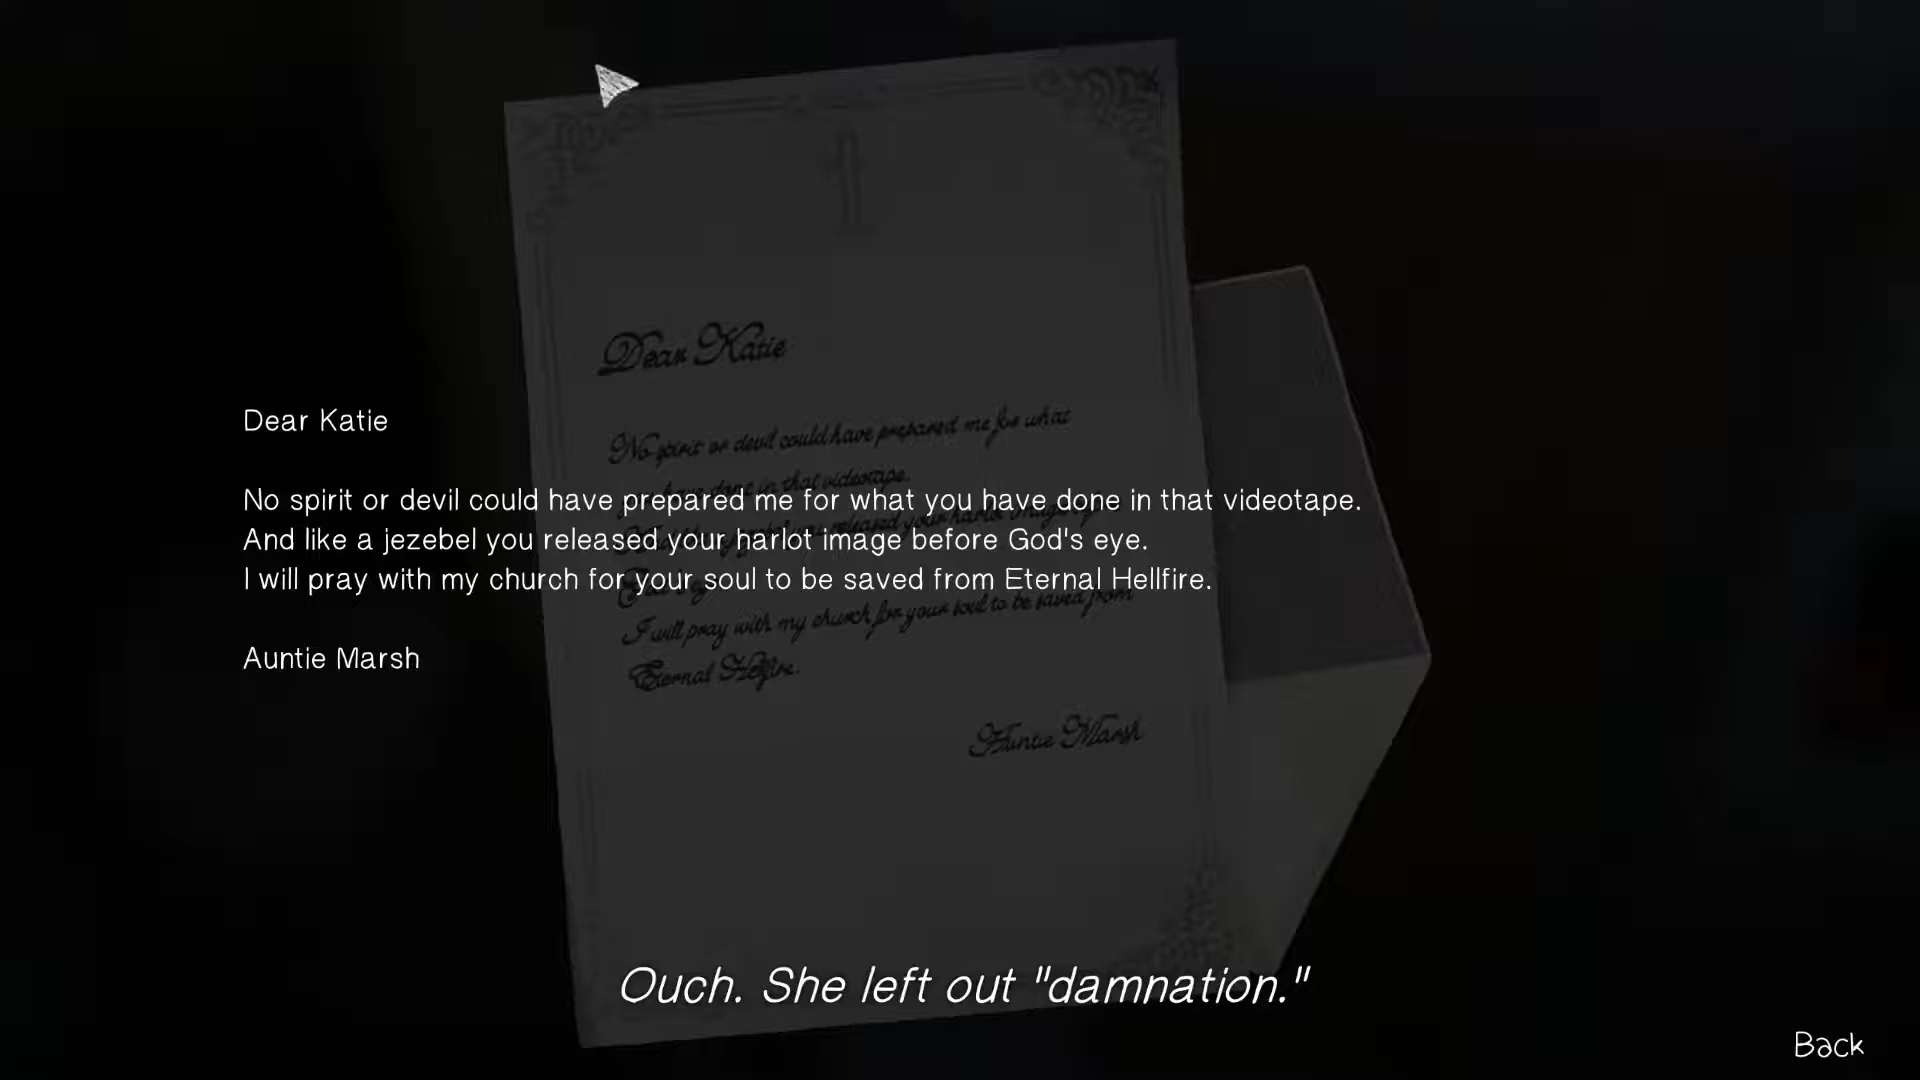 Dear Katie
No spirit or devil could have prepared me for what
you have done in that videotape.
I will pray with my church for your soul to be saved from
Eternal Hellfire.
Auntie Marsh
Dear Katie
No spirit or devil could have prepared me for what you have done in that videotape.
And like a jezebel you released your harlot image before God's eye.
I will pray with my church for your soul to be saved from Eternal Hellfire.
Auntie Marsh
Ouch. She left out "damnation."
Back